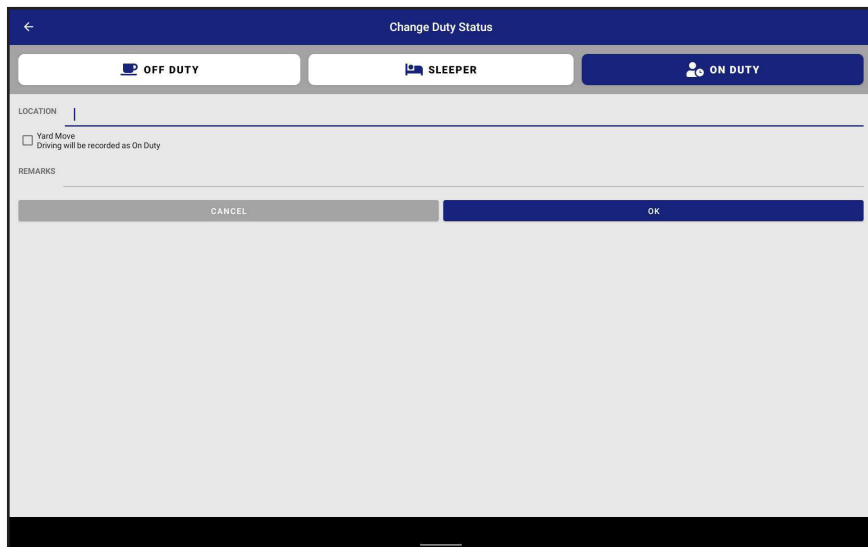 Change Duty Status
OFF DUTY
SLEEPER
ON DUTY
LOCATION
Yard Move
Driving will be recorded as On Duty
REMARKS
CANCEL
OK